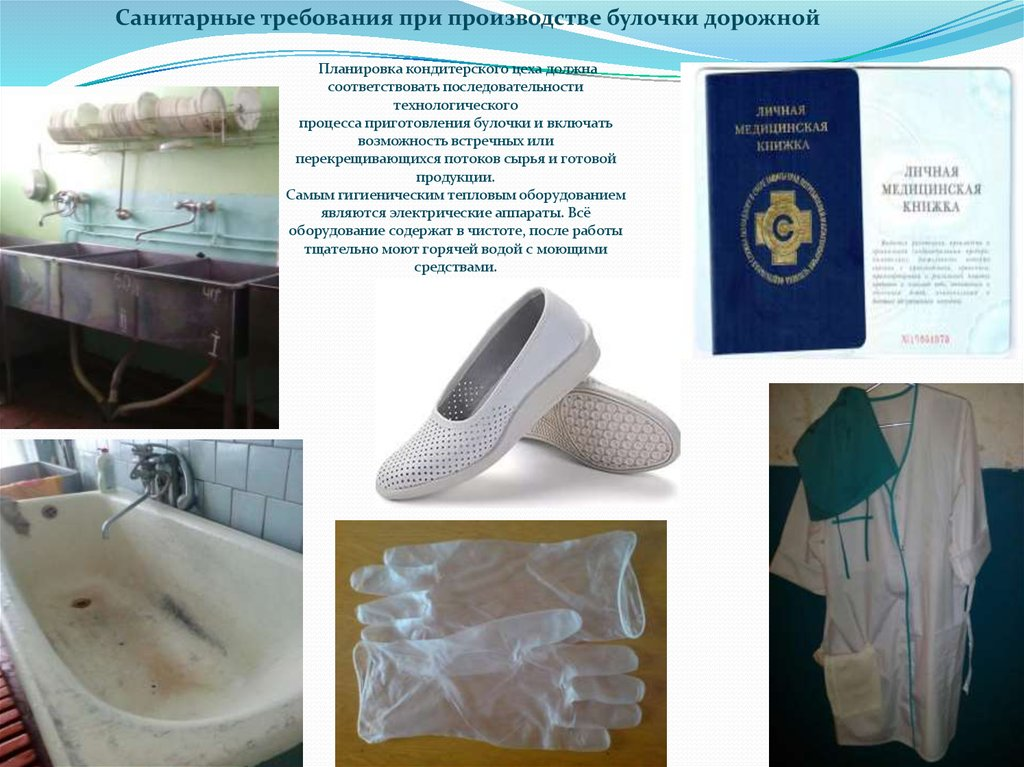 Санитарные требования при производстве булочки дорожной
Планировка кондитерского цеха должна
соответствовать последовательности
технологического
процесса приготовления булочки и включать
возможность встречных или
перекрещивающихся потоков сырья и готовой
продукции.
Самым гигиеническим тепловым оборудованием
являются электрические аппараты. Всё
оборудование содержат в чистоте, после работы
тщательно моют горячей водой с моющими
средствами.
ЛИЧНАЯ
МЕДИЦИНСКАЯ
КНИЖКА
С
ЛИЧНАЯ
МЕДИЦИНСКАЯ
КНИЖКА